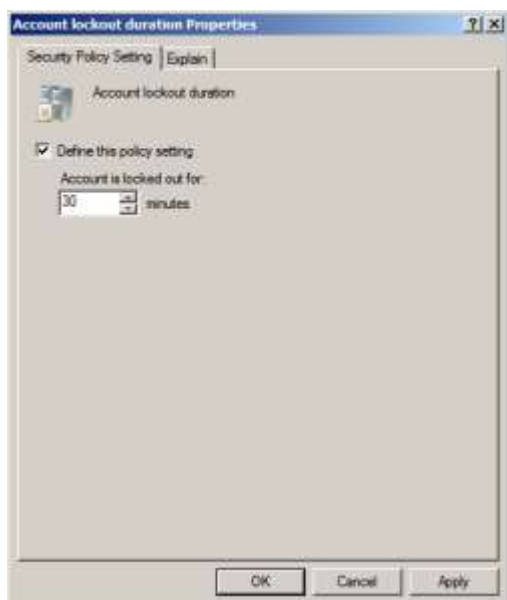 Account lockout duration Properties
Security Policy Setting
Explain
Account lockout duration
Define this policy setting
Account is locked out for:
30 minutes
OK
Cancel
Apply